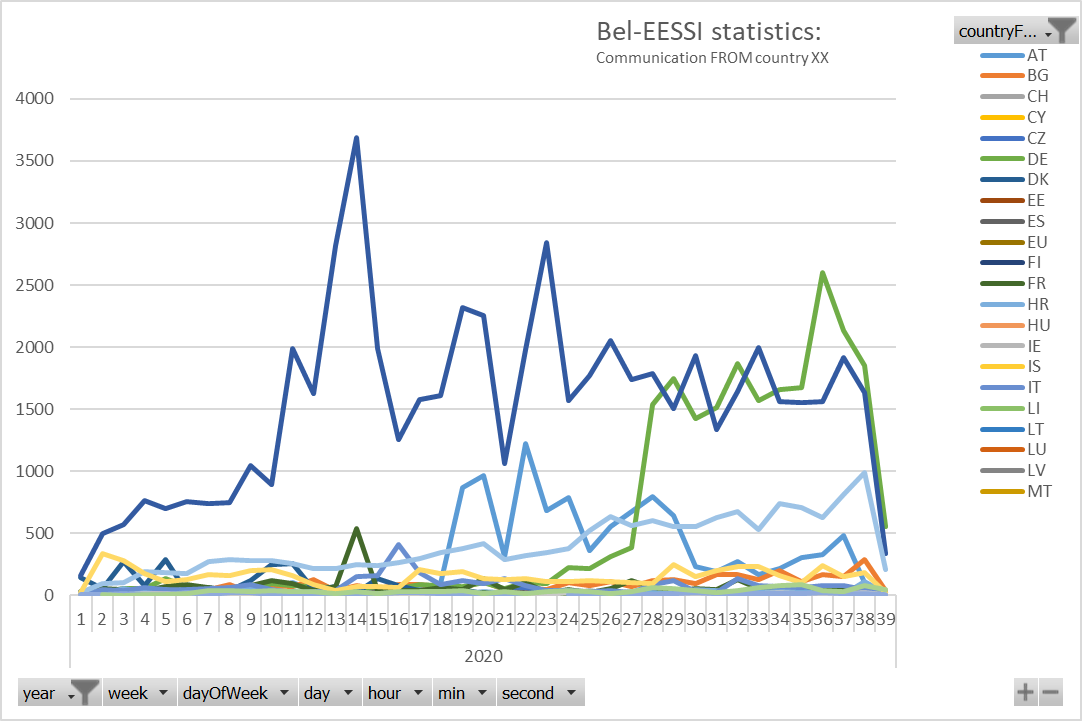 Bel-EESSI statistics:
Communication FROM country XX
countryF...
AT
BG
CH
CY
CZ
DE
DK
EE
ES
EU
FI
FR
HR
HU
IE
IS
IT
LI
LT
LU
LV
MT
4000
3500
3000
2500
2000
1500
1000
500
0
1 2 3 4 5 6 7 8 9 10 11 12 13 14 15 16 17 18 19 20 21 22 23 24 25 26 27 28 29 30 31 32 33 34 35 36 37 38 39
2020
year week dayOfWeek day hour min second